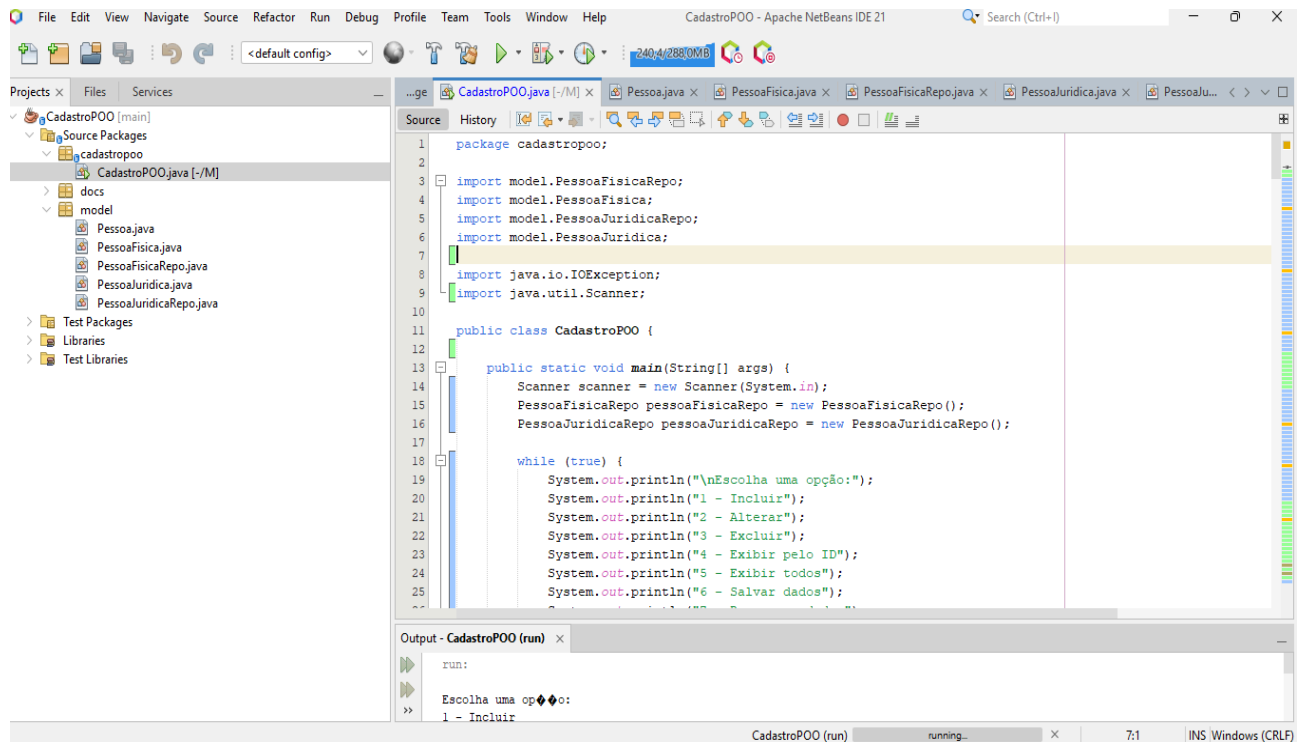 File Edit View Navigate Source Refactor Run Debug Profile Team Tools Window Help CadastroPOO - Apache NetBeans IDE 21 Search (Ctrl+I)
<default config> 240,4/288,0MB
Projects Files Services
CadastroPOO [main]
Source Packages
cadastropoo
CadastroPOO.java [-/M]
docs
model
Pessoa.java
PessoaFisica.java
PessoaFisicaRepo.java
PessoaJuridica.java
PessoaJuridicaRepo.java
Test Packages
Libraries
Test Libraries
...ge CadastroPOO.java [-/M] Pessoa.java PessoaFisica.java PessoaFisicaRepo.java PessoaJuridica.java PessoaJu...
Source History
1 package cadastropoo;
2
3 import model.PessoaFisicaRepo;
4 import model.PessoaFisica;
5 import model.PessoaJuridicaRepo;
6 import model.PessoaJuridica;
7
8 import java.io.IOException;
9 import java.util.Scanner;
10
11 public class CadastroPOO {
12
13 public static void main(String[] args) {
14 Scanner scanner = new Scanner(System.in);
15 PessoaFisicaRepo pessoaFisicaRepo = new PessoaFisicaRepo();
16 PessoaJuridicaRepo pessoaJuridicaRepo = new PessoaJuridicaRepo();
17
18 while (true) {
19 System.out.println("\nEscolha uma opção:");
20 System.out.println("1 - Incluir");
21 System.out.println("2 - Alterar");
22 System.out.println("3 - Excluir");
23 System.out.println("4 - Exibir pelo ID");
24 System.out.println("5 - Exibir todos");
25 System.out.println("6 - Salvar dados");
Output - CadastroPOO (run)
run:
Escolha uma op��o:
1 - Incluir
CadastroPOO (run) running... 7:1 INS Windows (CRLF)